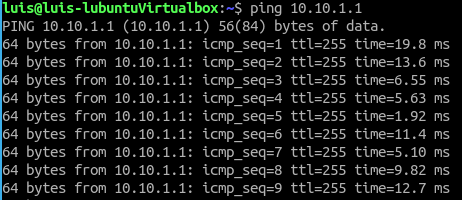 luis@luis-lubuntuVirtualbox:~$ ping 10.10.1.1
PING 10.10.1.1 (10.10.1.1) 56(84) bytes of data.
64 bytes from 10.10.1.1: icmp_seq=1 ttl=255 time=19.8 ms
64 bytes from 10.10.1.1: icmp_seq=2 ttl=255 time=13.6 ms
64 bytes from 10.10.1.1: icmp_seq=3 ttl=255 time=6.55 ms
64 bytes from 10.10.1.1: icmp_seq=4 ttl=255 time=5.63 ms
64 bytes from 10.10.1.1: icmp_seq=5 ttl=255 time=1.92 ms
64 bytes from 10.10.1.1: icmp_seq=6 ttl=255 time=11.4 ms
64 bytes from 10.10.1.1: icmp_seq=7 ttl=255 time=5.10 ms
64 bytes from 10.10.1.1: icmp_seq=8 ttl=255 time=9.82 ms
64 bytes from 10.10.1.1: icmp_seq=9 ttl=255 time=12.7 ms